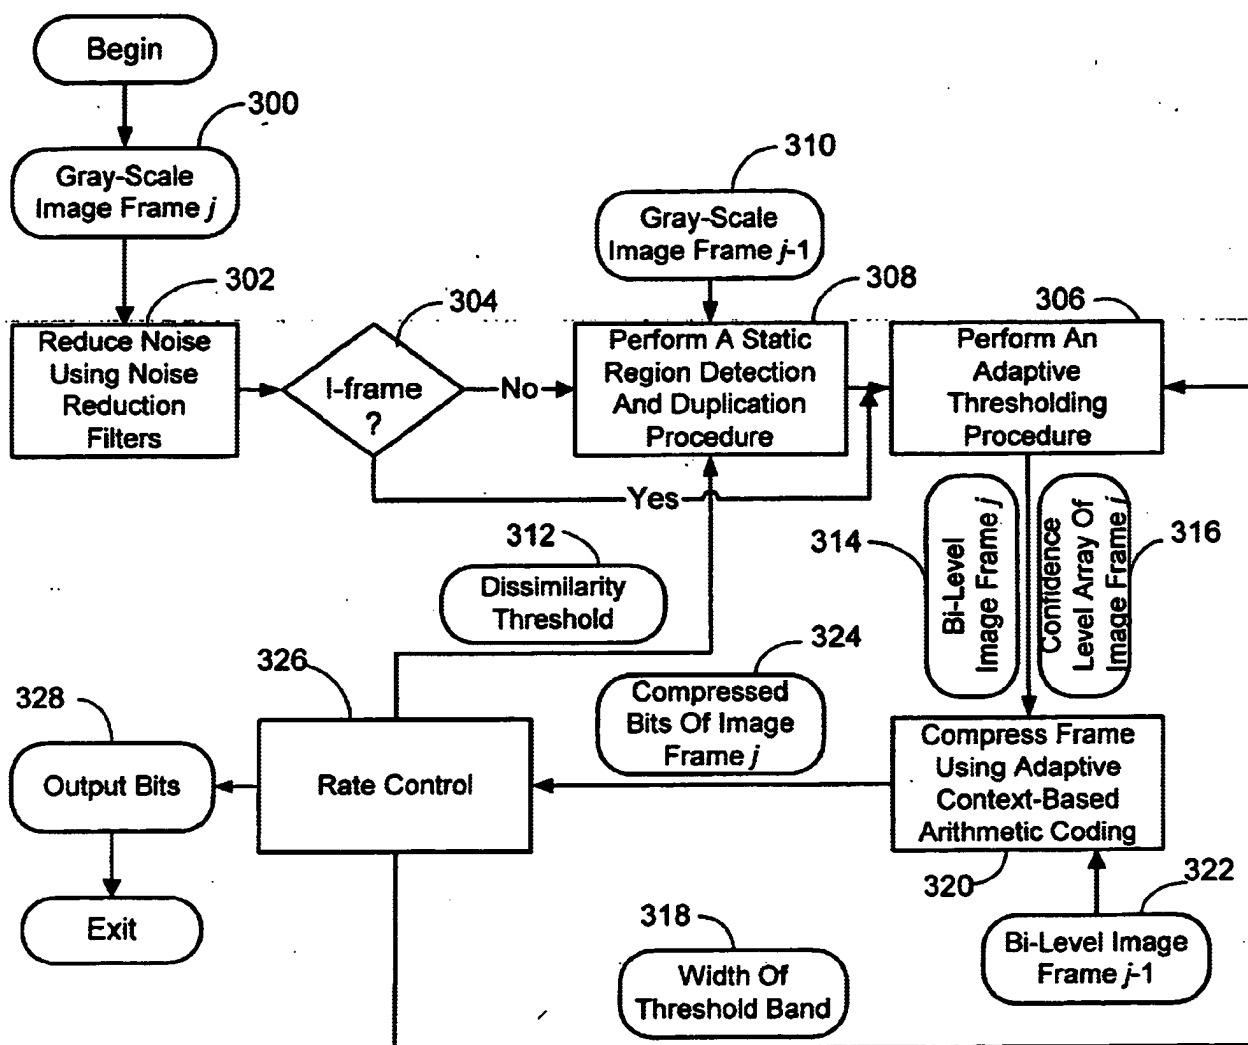 Begin
300
Gray-Scale
Image Frame j
310
Gray-Scale
Image Frame j-1
302
304
308
306
Reduce Noise
Using Noise
Reduction
Filters
I-frame
?
No
Yes
Perform A Static
Region Detection
And Duplication
Procedure
Perform An
Adaptive
Thresholding
Procedure
312
Dissimilarity
Threshold
314
Bi-Level
Image Frame j
Confidence
Level Array Of
Image Frame j
316
326
324
Compressed
Bits Of Image
Frame j
328
Output Bits
Rate Control
Compress Frame
Using Adaptive
Context-Based
Arithmetic Coding
320
322
Exit
318
Width Of
Threshold Band
Bi-Level Image
Frame j-1